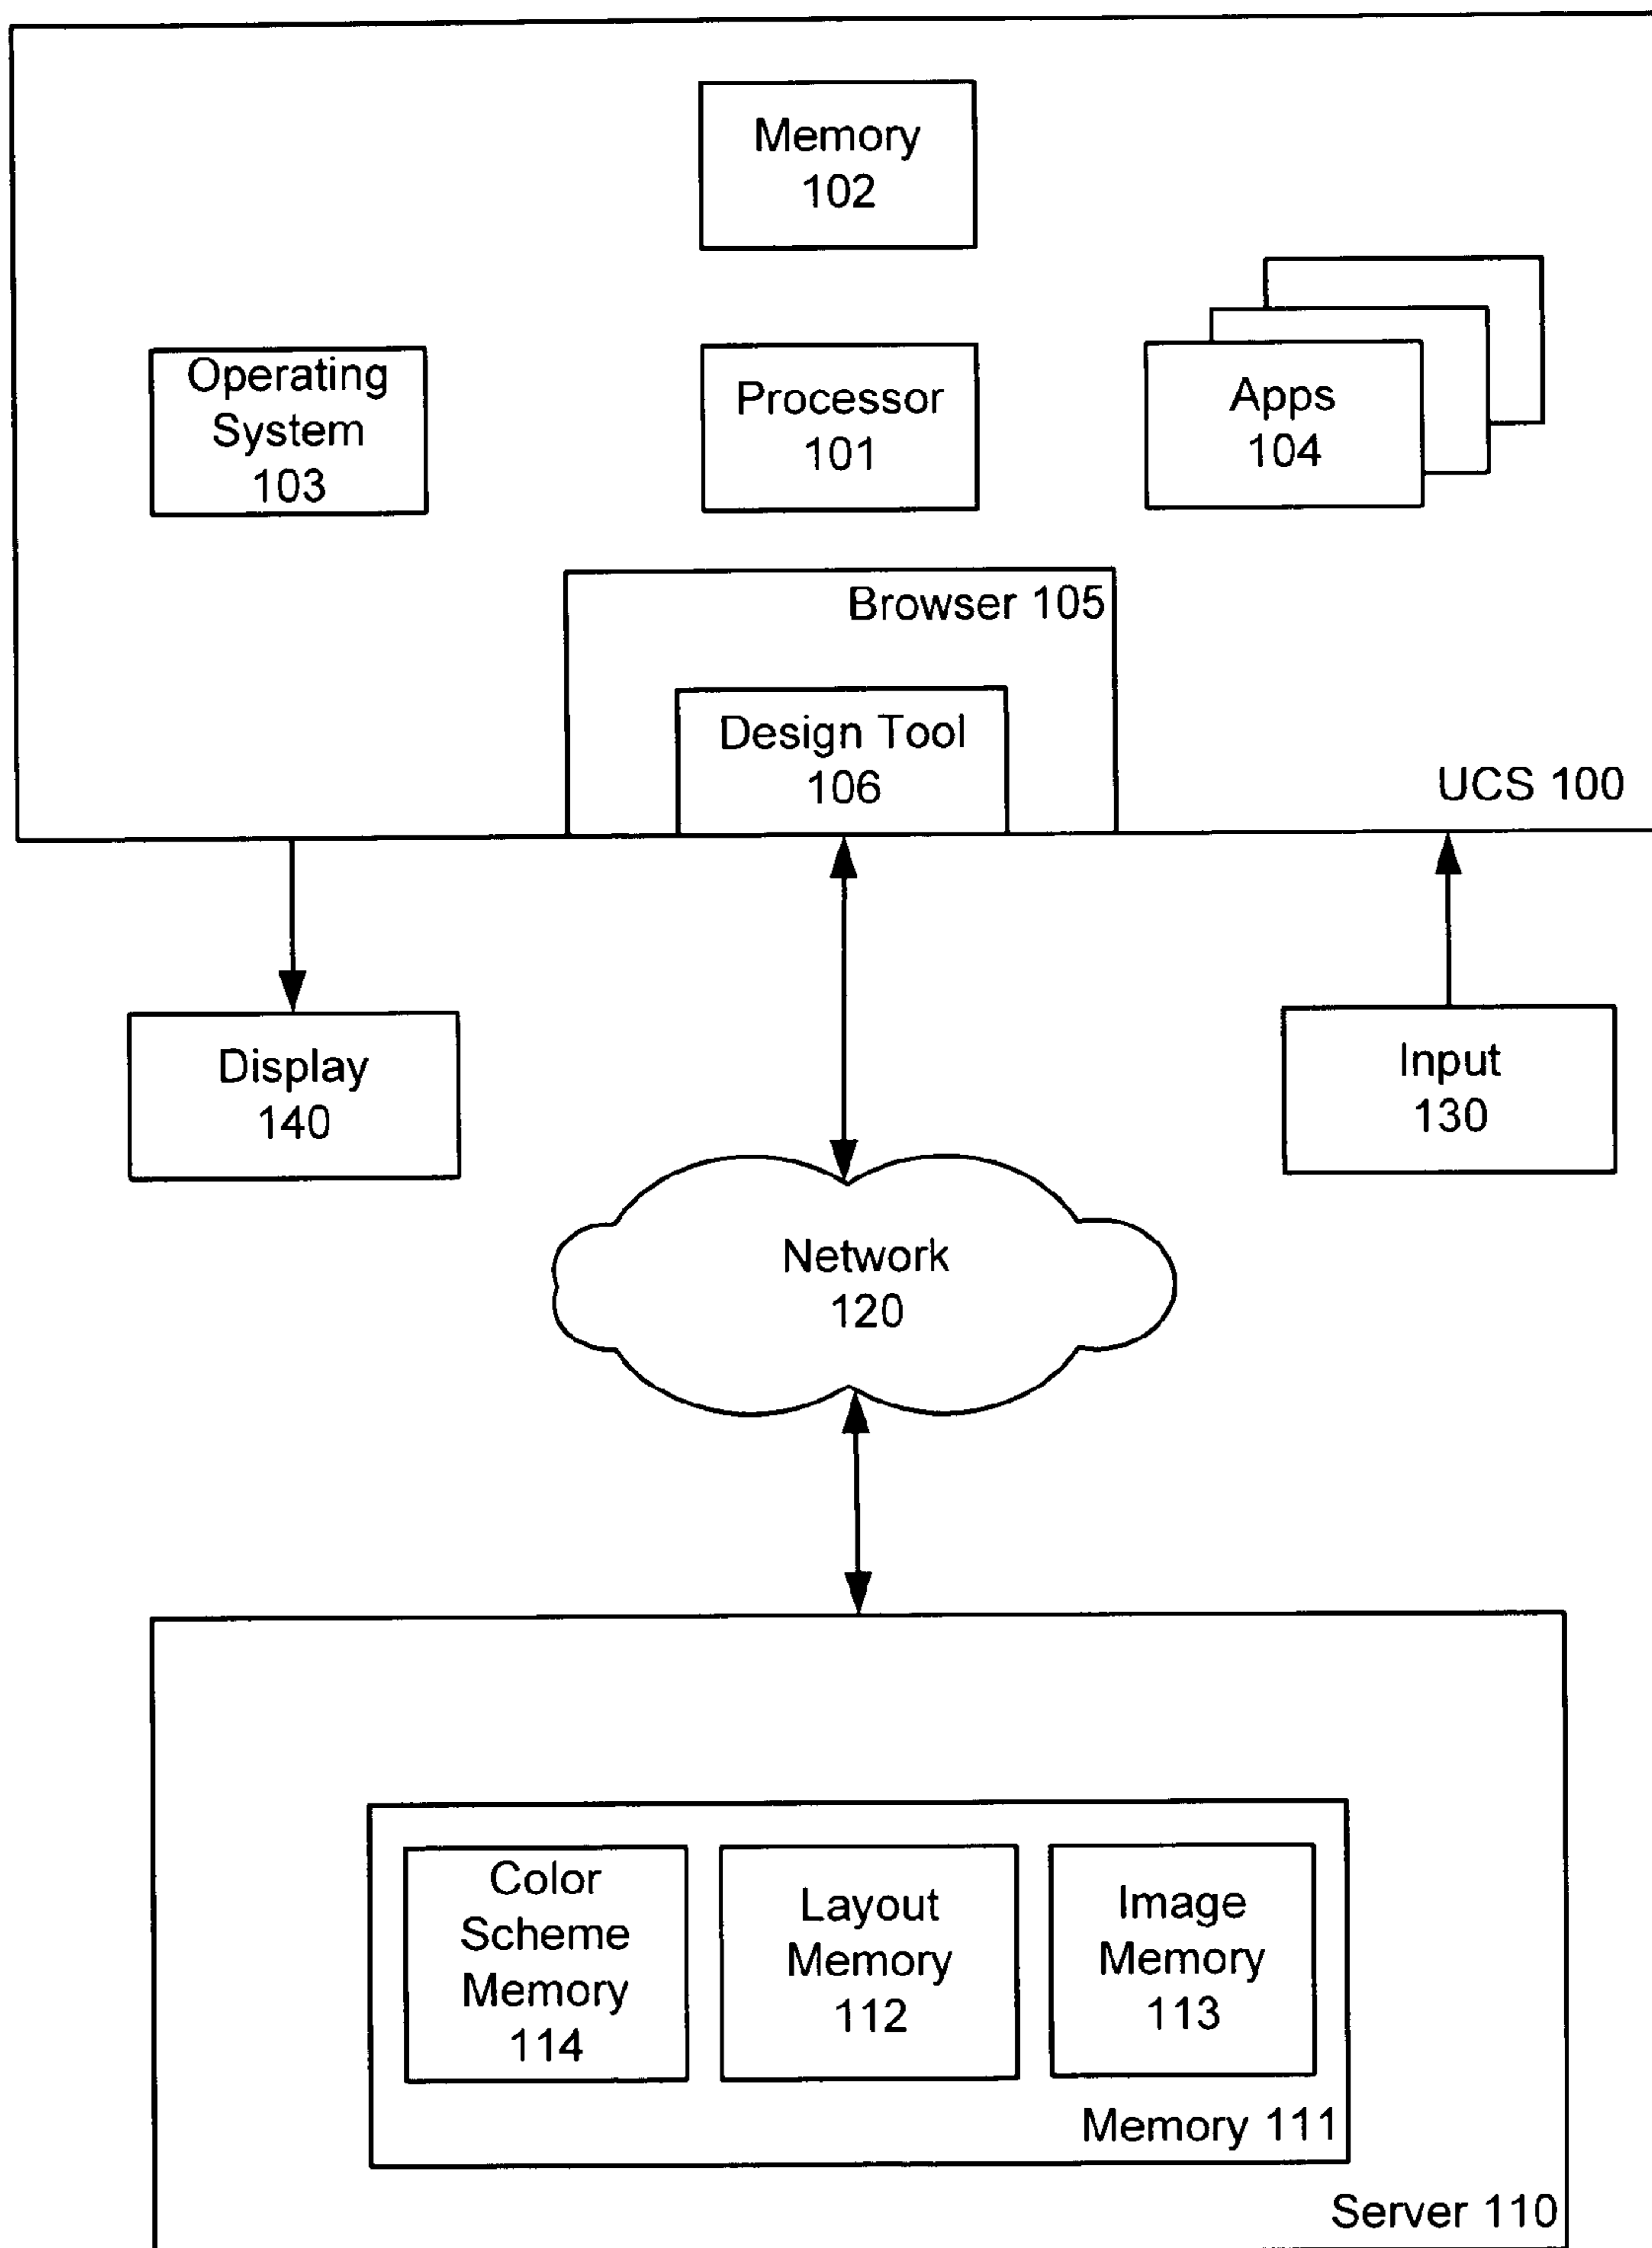 Memory
102
Operating
System
103
Processor
101
Apps
104
Browser 105
Design Tool
106
UCS 100
Display
140
Input
130
Network
120
Color
Scheme
Memory
114
Layout
Memory
112
Image
Memory
113
Memory 111
Server 110